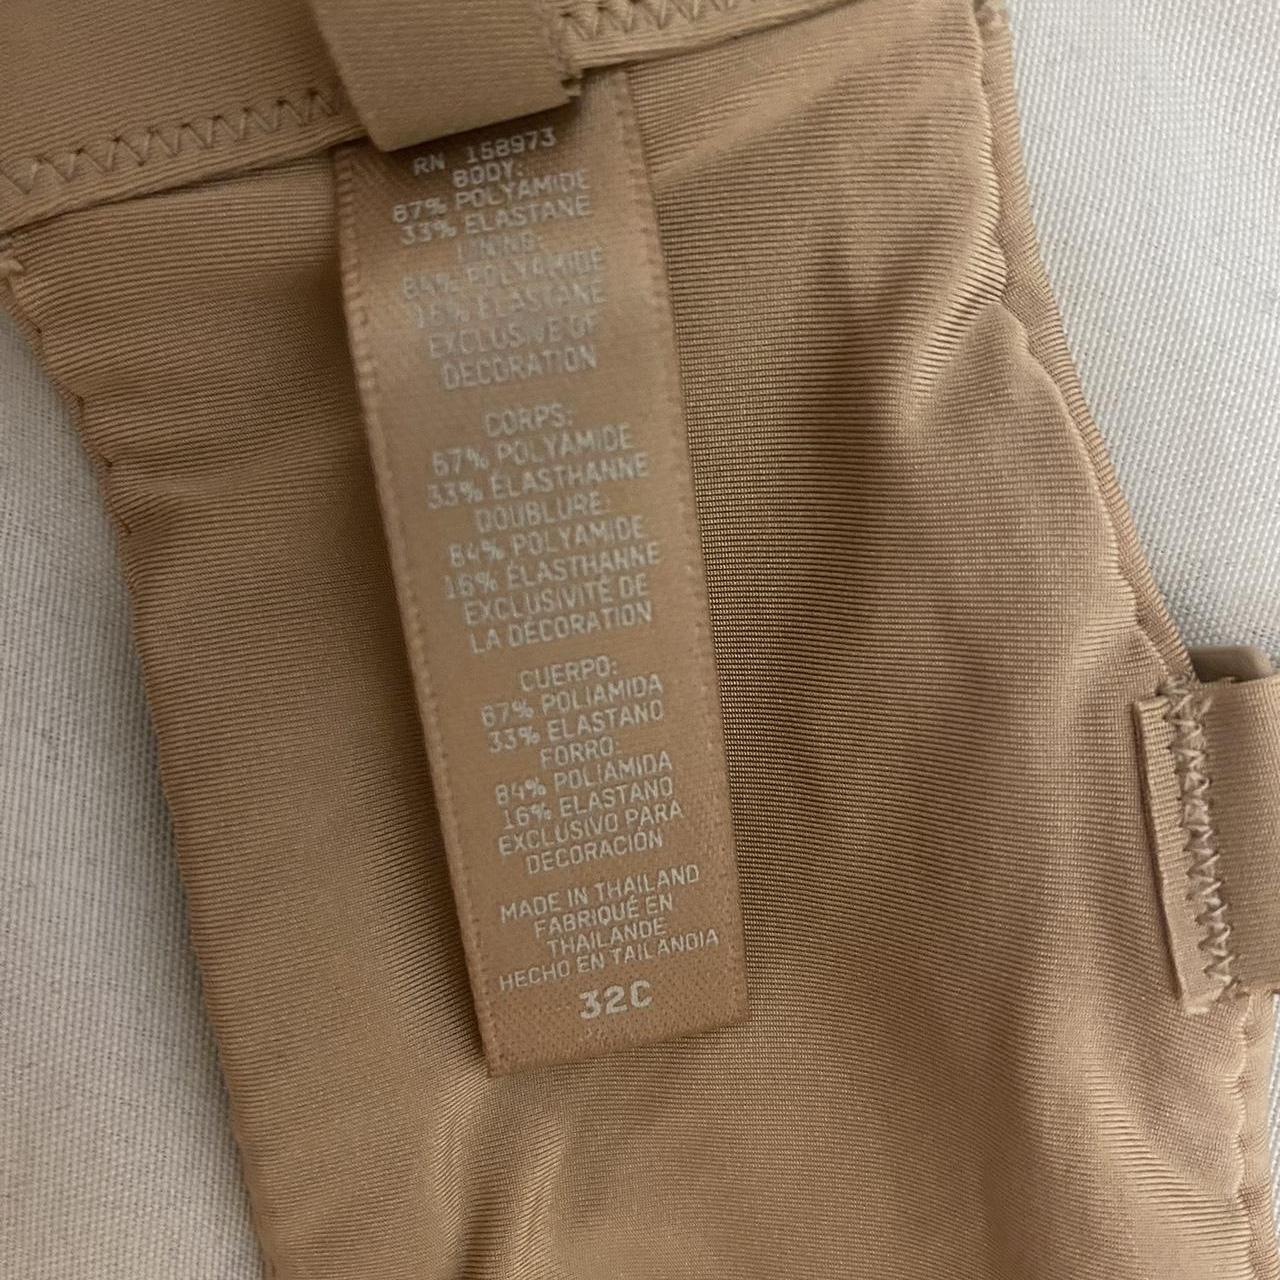 RN 158973
BODY:
67% POLYAMIDE
33% ELASTANE
LINING:
84% POLYAMIDE
16% ELASTANE
EXCLUSIVE OF
DECORATION
CORPS:
67% POLYAMIDE
33% ÉLASTHANNE
DOUBLURE:
84% POLYAMIDE
16% ÉLASTHANNE
EXCLUSIVITÉ DE
LA DÉCORATION
CUERPO:
67% POLIAMIDA
33% ELASTANO
FORRO:
84% POLIAMIDA
16% ELASTANO
EXCLUSIVO PARA
DECORACIÓN
MADE IN THAILAND
FABRIQUÉ EN
THAILANDE
HECHO EN TAILANDIA
32C